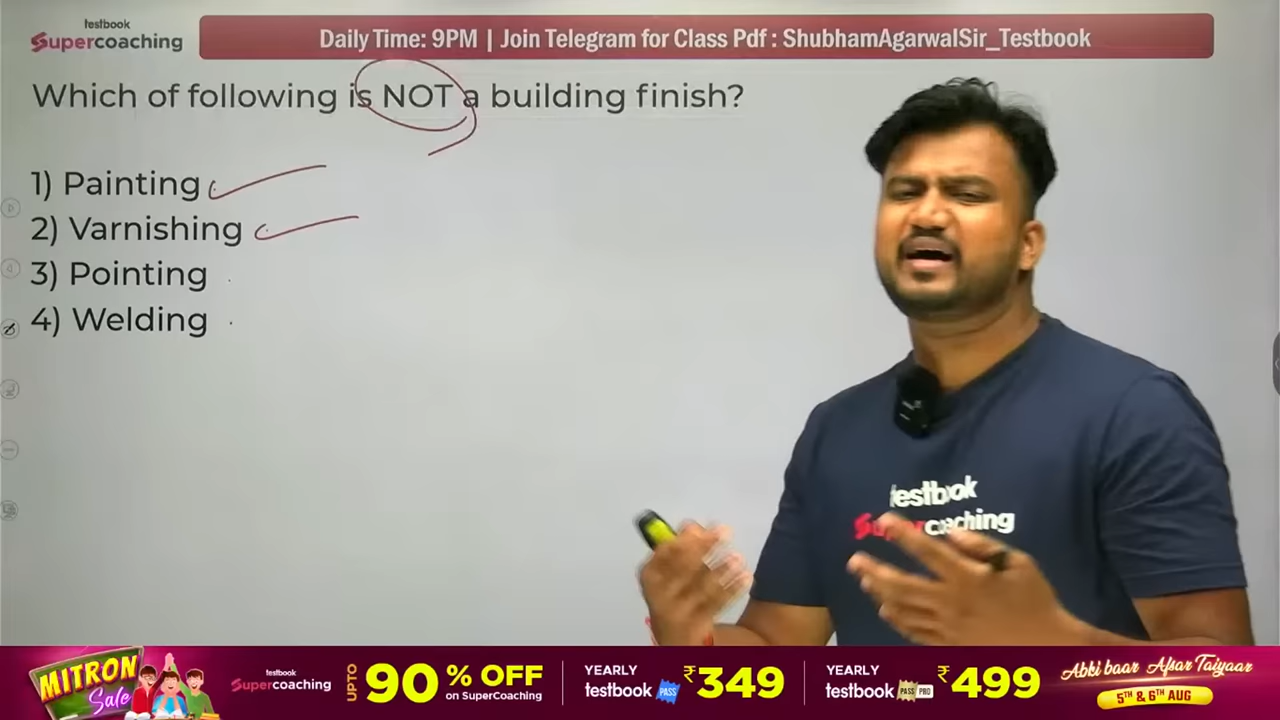 testbook
Supercoaching
Daily Time: 9PM | Join Telegram for Class Pdf : ShubhamAgarwalSir_Testbook
Which of following is NOT a building finish?
1) Painting
2) Varnishing
3) Pointing
4) Welding
testbook
Supercoaching
MITRON
Sale
testbook
Supercoaching
UPTO 90 % OFF
on SuperCoaching
YEARLY
testbook PASS
₹349
YEARLY
testbook PASS PRO
₹499
Abki baar Afsar Taiyaar
5TH & 6TH AUG